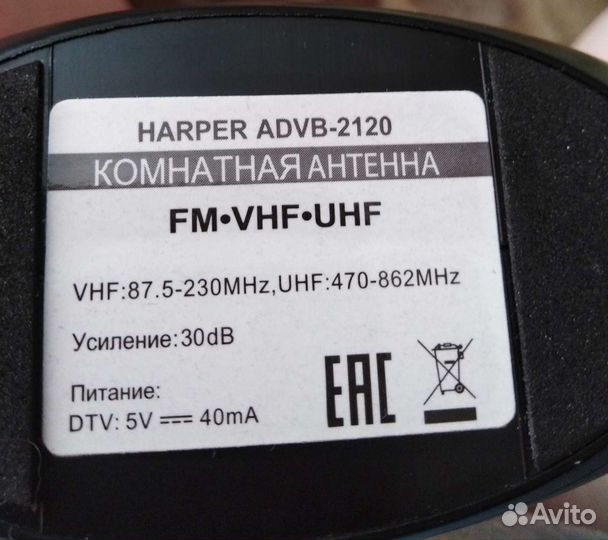 HARPER ADVB-2120
КОМНАТНАЯ АНТЕННА
FM•VHF•UHF
VHF:87.5-230MHz,UHF:470-862MHz
Усиление:30dB
Питание:
DTV: 5V ⎓ 40mA
EAC
Avito